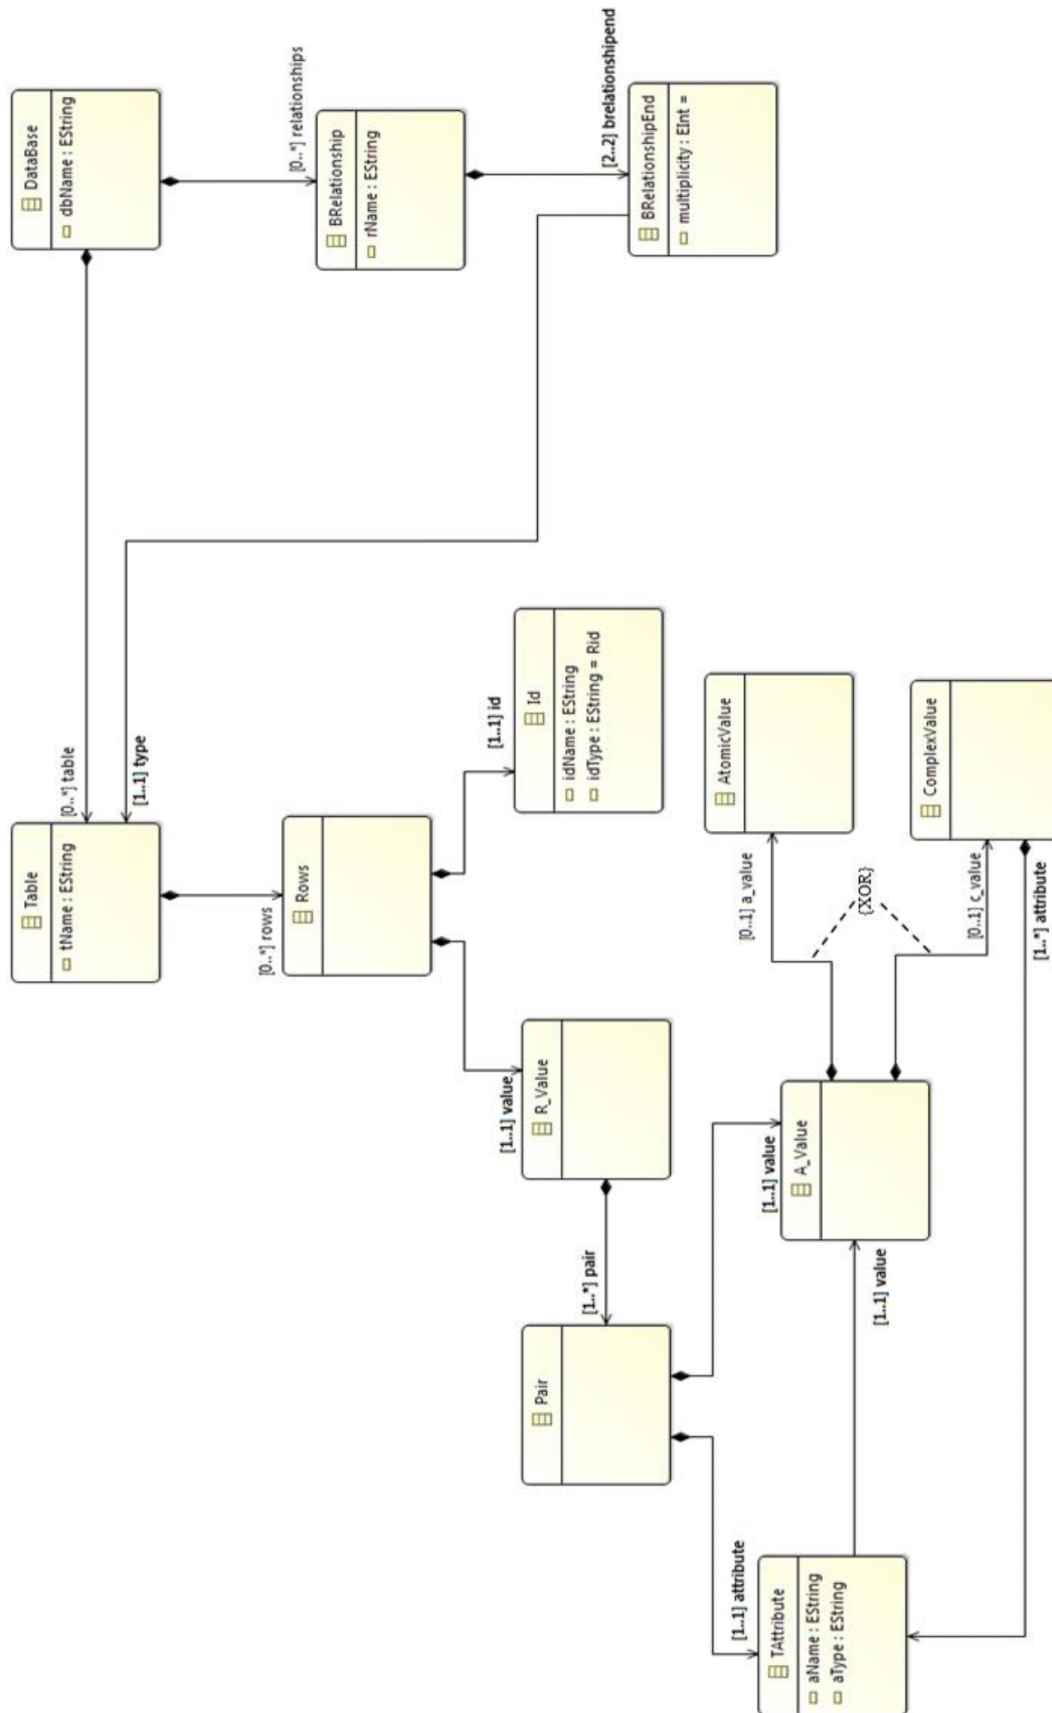 DataBase
dbName : EString
[0..*] relationships
BRelationship
rName : EString
[2..2] brelationshipend
BRelationshipEnd
multiplicity : EInt =
[0..*] table
[1..1] type
Table
tName : EString
[0..*] rows
Rows
[1..1] id
Id
idName : EString
idType : EString = Rid
[1..1] value
R_Value
[1..*] pair
Pair
[1..1] value
A_Value
[0..1] a_value
AtomicValue
{XOR}
[0..1] c_value
ComplexValue
[1..*] attribute
[1..1] value
[1..1] attribute
TAttribute
aName : EString
aType : EString